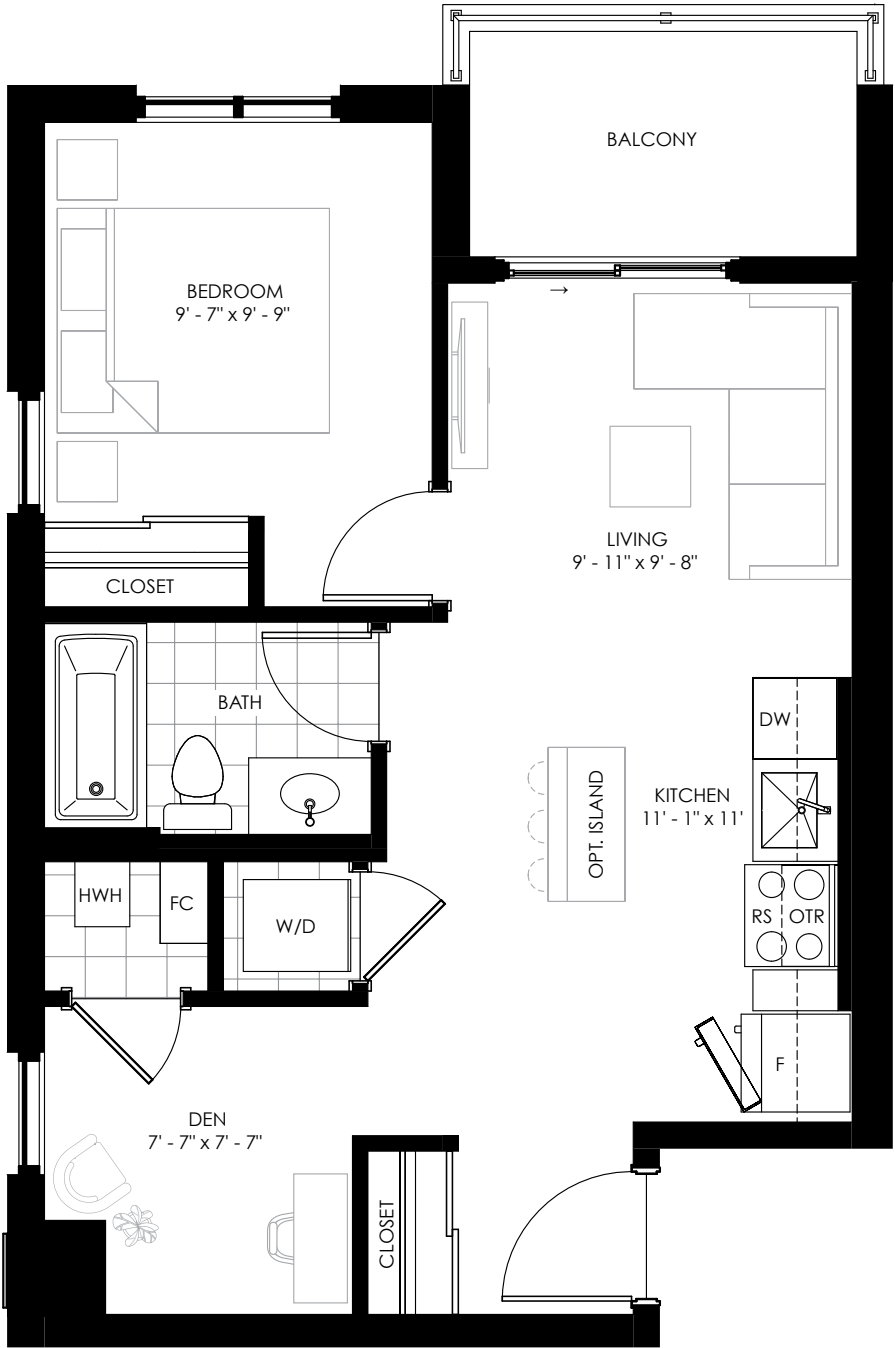 BALCONY
BEDROOM
9' - 7" x 9' - 9"
LIVING
9' - 11" x 9' - 8"
CLOSET
BATH
DW
KITCHEN
11' - 1" x 11'
OPT. ISLAND
HWH
FC
W/D
RS
OTR
F
DEN
7' - 7" x 7' - 7"
CLOSET